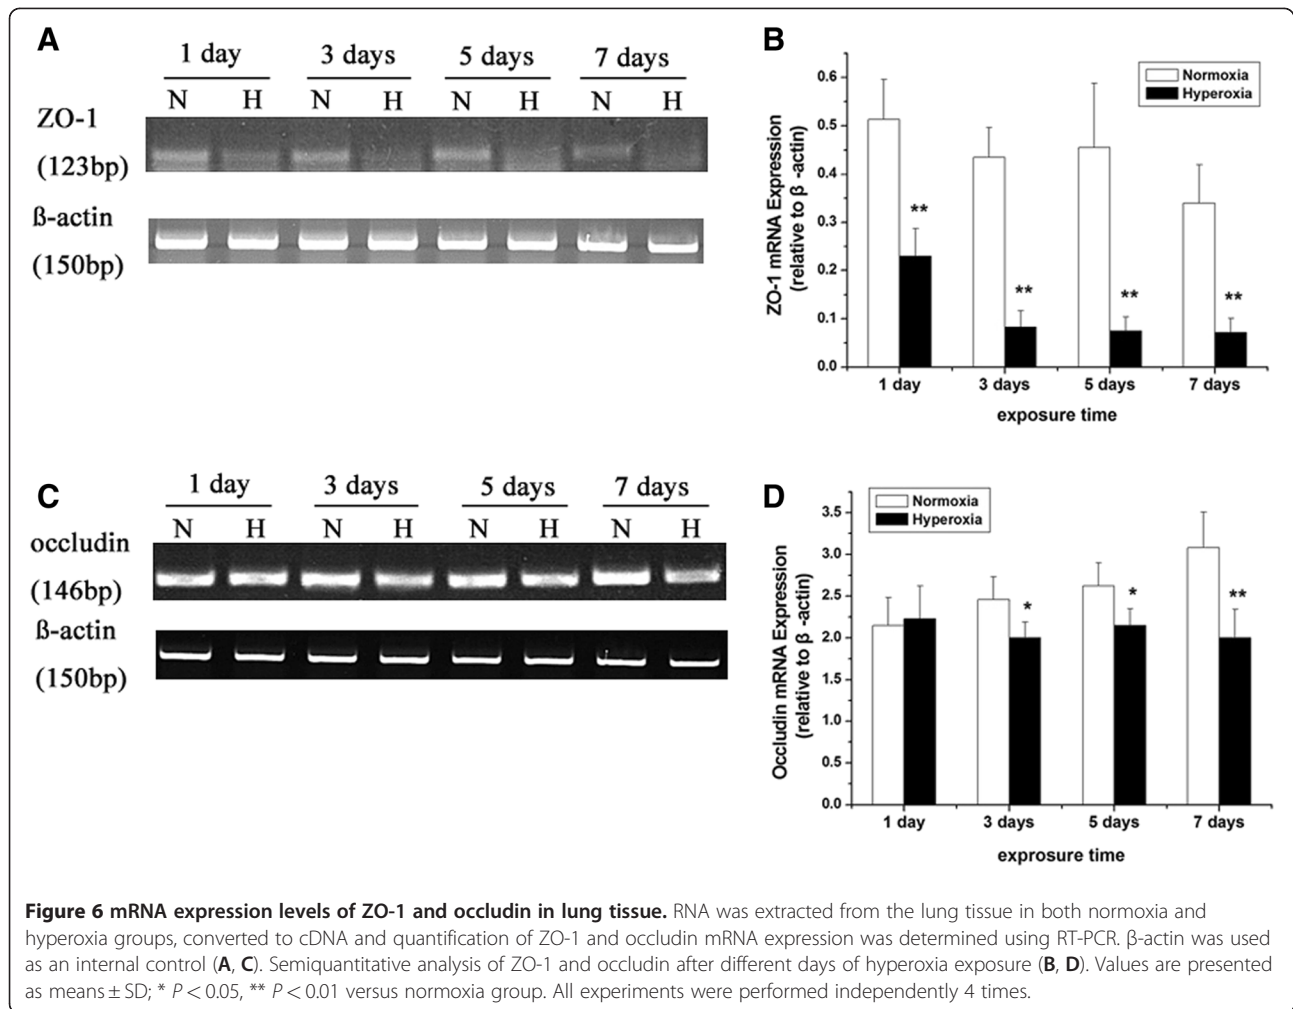 A
1 day 3 days 5 days 7 days
N H N H N H N H
ZO-1
(123bp)
ß-actin
(150bp)
B
Normoxia
Hyperoxia
ZO-1 mRNA Expression
(relative to β -actin)
0.6
0.5
0.4
0.3
0.2
0.1
0.0
** ** ** **
1 day 3 days 5 days 7 days
exposure time
C
1 day 3 days 5 days 7 days
N H N H N H N H
occludin
(146bp)
ß-actin
(150bp)
D
Normoxia
Hyperoxia
Occludin mRNA Expression
(relative to β -actin)
3.5
3.0
2.5
2.0
1.5
1.0
0.5
0.0
* * **
1 day 3 days 5 days 7 days
exprosure time
Figure 6 mRNA expression levels of ZO-1 and occludin in lung tissue. RNA was extracted from the lung tissue in both normoxia and
hyperoxia groups, converted to cDNA and quantification of ZO-1 and occludin mRNA expression was determined using RT-PCR. β-actin was used
as an internal control (A, C). Semiquantitative analysis of ZO-1 and occludin after different days of hyperoxia exposure (B, D). Values are presented
as means ± SD; * P < 0.05, ** P < 0.01 versus normoxia group. All experiments were performed independently 4 times.